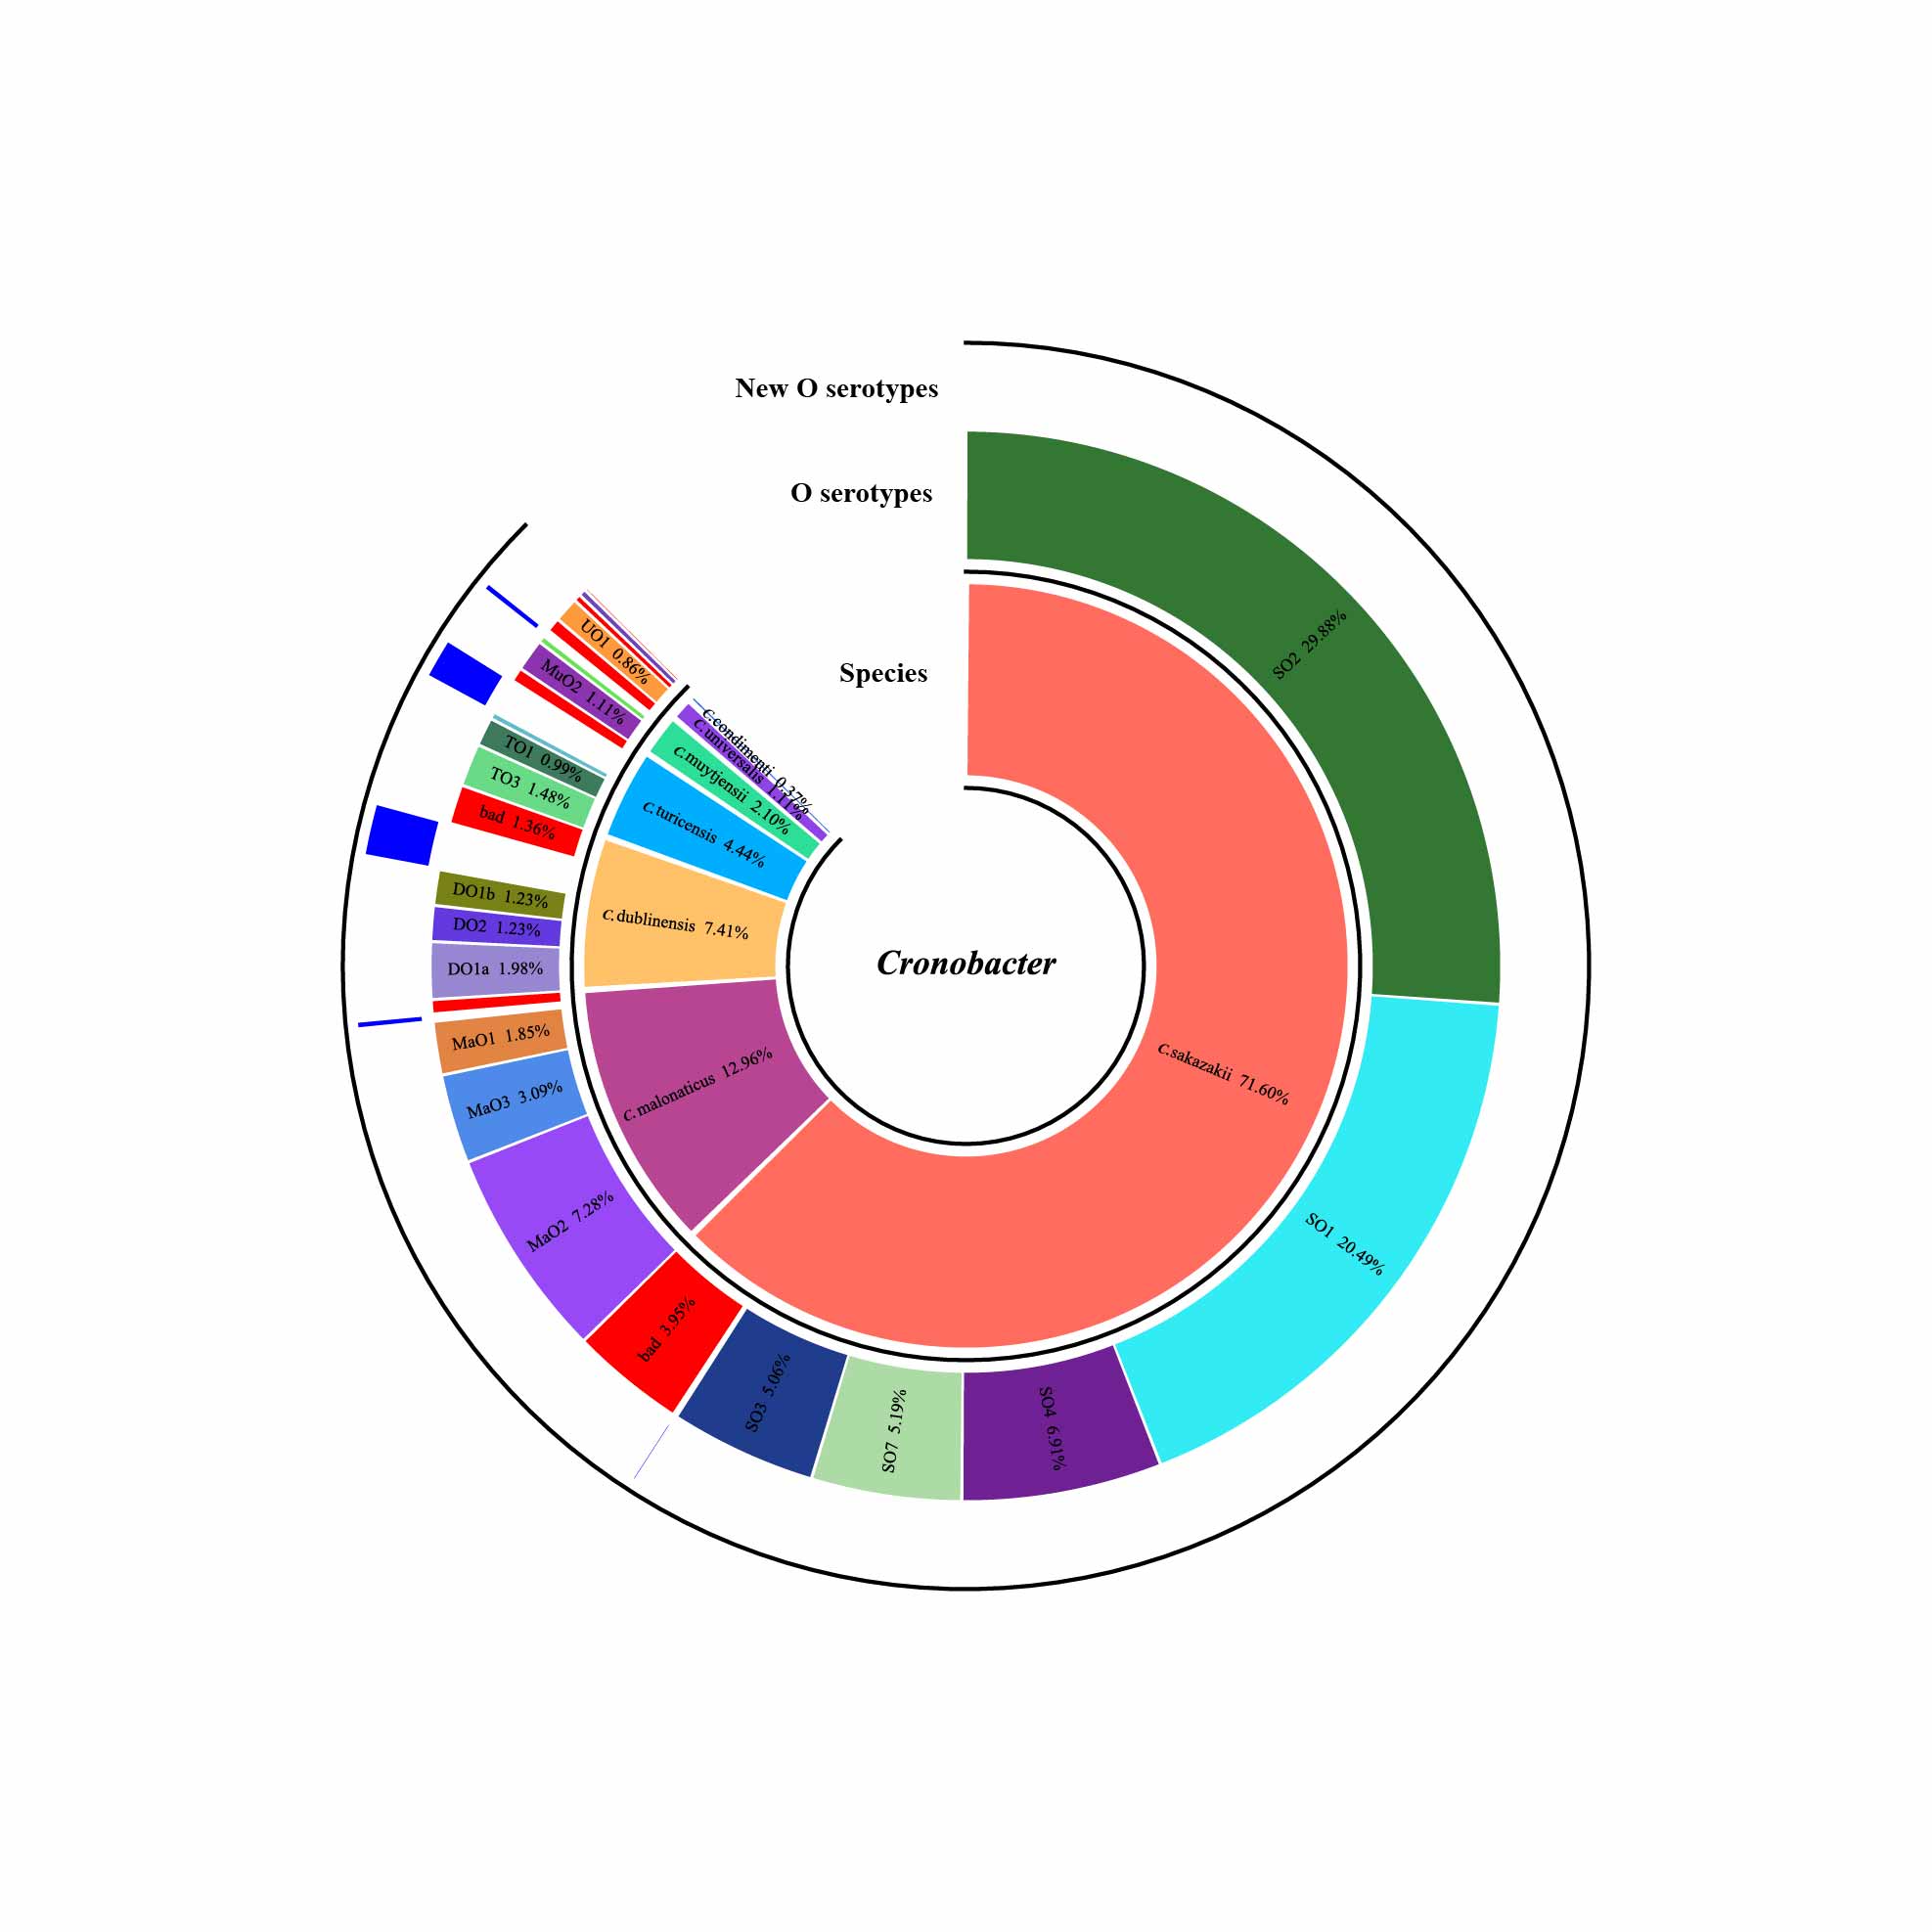 New O serotypes
O serotypes
Species
Cronobacter
C.sakazakii 71.60%
C.malonaticus 12.96%
C.dublinensis 7.41%
C.turicensis 4.44%
C.muytjensii 2.10%
C.universalis 1.11%
C.condimenti 0.37%
SO2 29.88%
SO1 20.49%
SO4 6.91%
SO7 5.19%
SO3 5.06%
bad 3.95%
MaO2 7.28%
MaO3 3.09%
MaO1 1.85%
DO1a 1.98%
DO2 1.23%
DO1b 1.23%
bad 1.36%
TO3 1.48%
TO1 0.99%
MuO2 1.11%
UO1 0.86%